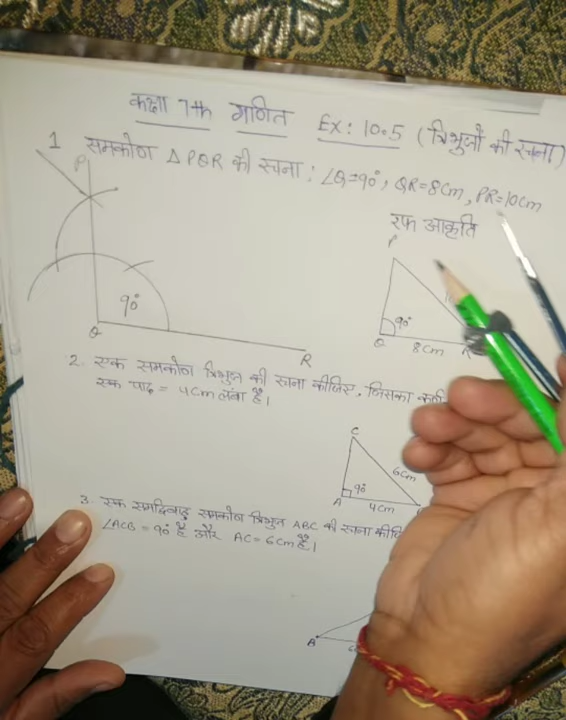 कक्षा 7th गणित Ex: 10.5 (त्रिभुजों की रचना)
1 समकोण △PQR की रचना : ∠Q=90°, QR=8cm, PR=10cm
रफ आकृति
P
90°
Q
R
P
90°
Q
8cm
R
2. एक समकोण त्रिभुज की रचना कीजिए, जिसका
एक पाद = 4cm लंबा है।
C
6cm
90
A
4cm
3. एक समद्विबाहु समकोण त्रिभुज ABC की रचना
∠ACB = 90° है और AC = 6cm है।
B